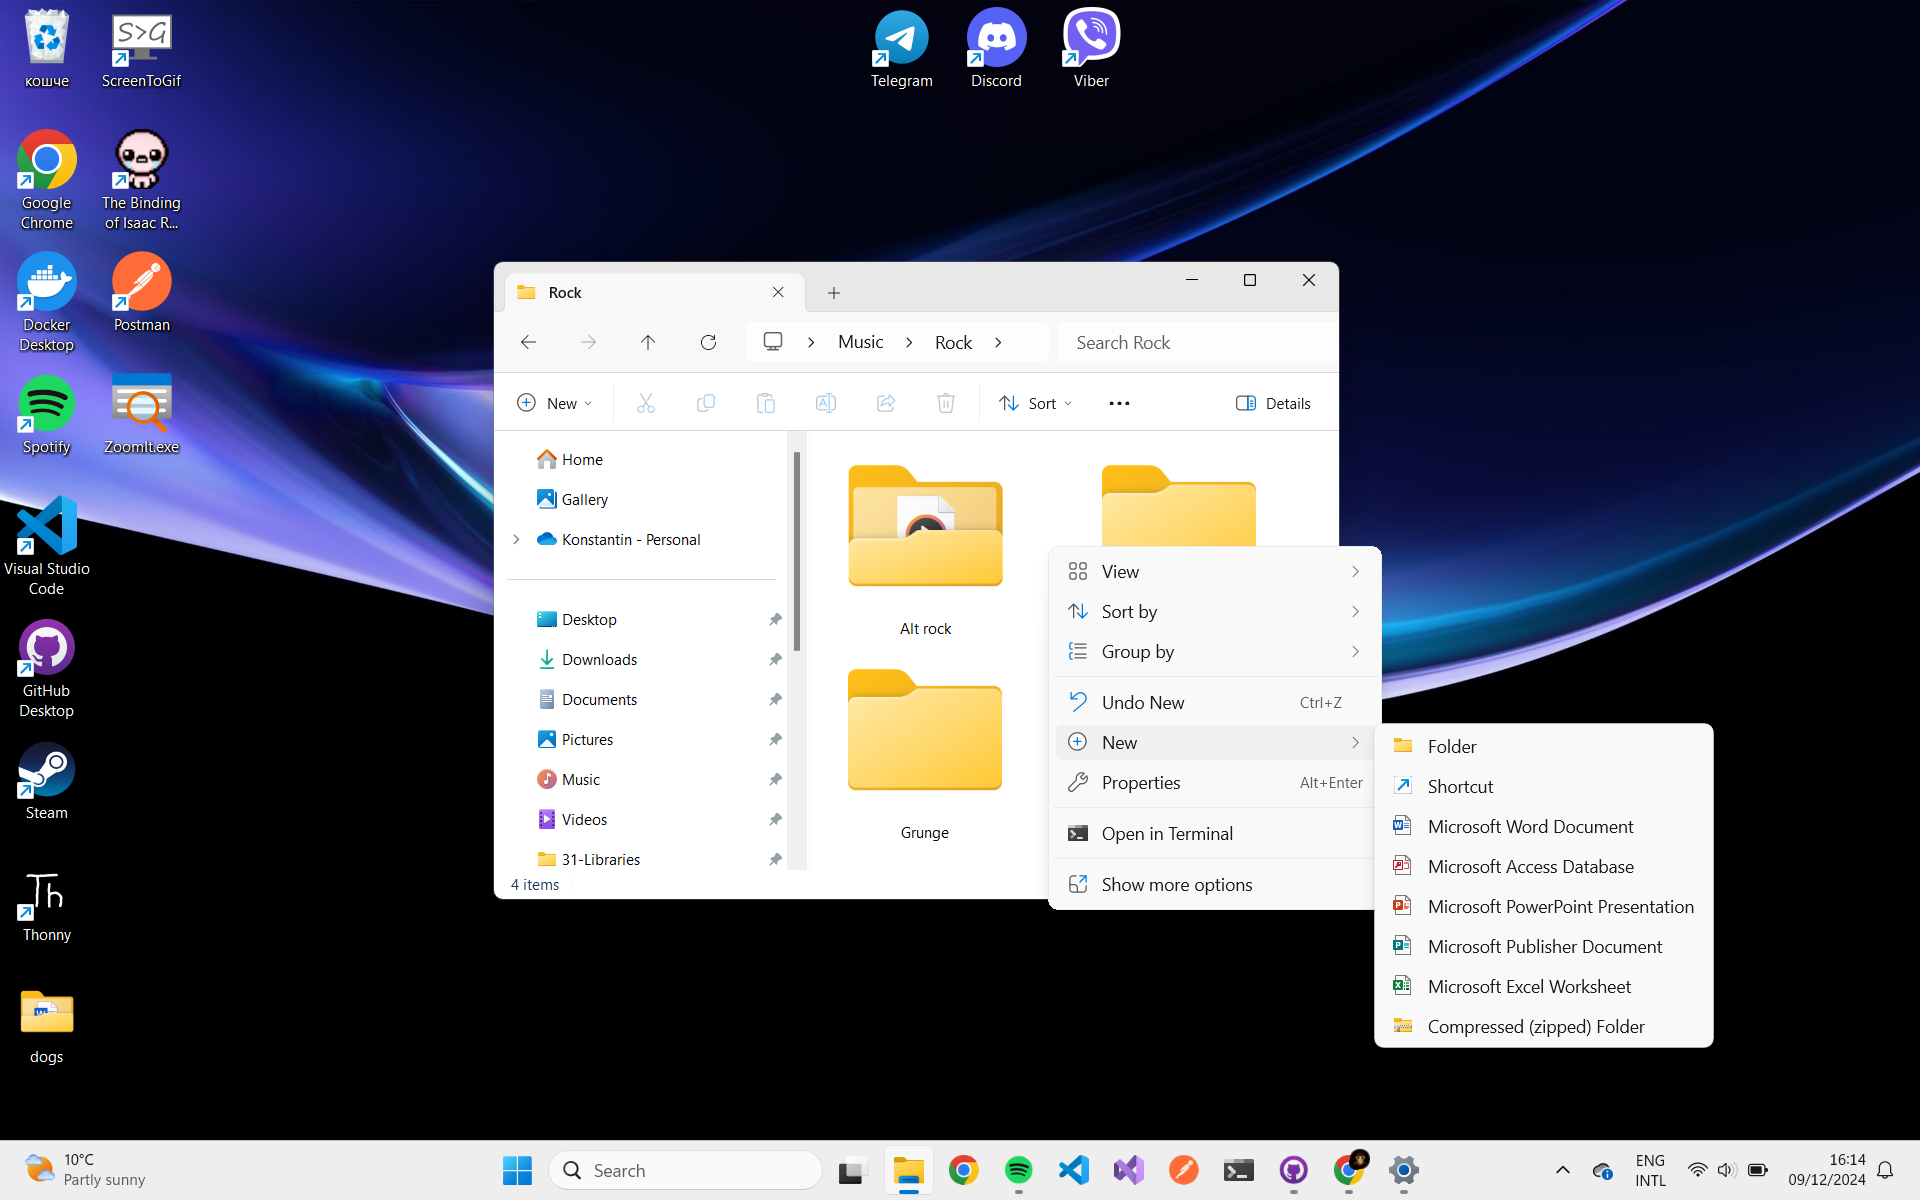 кошче
ScreenToGif
Telegram
Discord
Viber
Google
Chrome
The Binding
of Isaac R...
Docker
Desktop
Postman
Spotify
ZoomIt.exe
Visual Studio
Code
GitHub
Desktop
Steam
Thonny
dogs
Rock
Music
Rock
Search Rock
New
Sort
Details
Home
Gallery
Konstantin - Personal
Desktop
Downloads
Documents
Pictures
Music
Videos
31-Libraries
4 items
Alt rock
Grunge
View
Sort by
Group by
Undo New Ctrl+Z
New
Properties Alt+Enter
Open in Terminal
Show more options
Folder
Shortcut
Microsoft Word Document
Microsoft Access Database
Microsoft PowerPoint Presentation
Microsoft Publisher Document
Microsoft Excel Worksheet
Compressed (zipped) Folder
10°C
Partly sunny
Search
ENG
INTL
16:14
09/12/2024